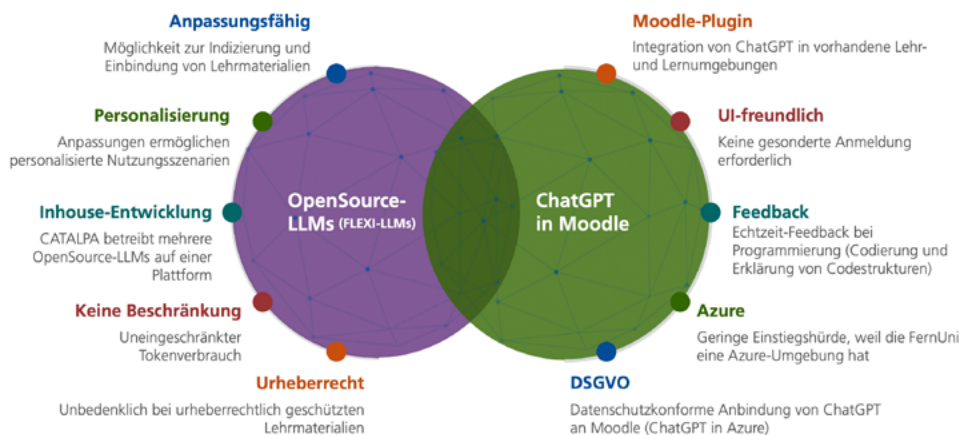 Anpassungsfähig
Möglichkeit zur Indizierung und
Einbindung von Lehrmaterialien
Personalisierung
Anpassungen ermöglichen
personalisierte Nutzungsszenarien
Inhouse-Entwicklung
CATALPA betreibt mehrere
OpenSource-LLMs auf einer
Plattform
Keine Beschränkung
Uneingeschränkter
Tokenverbrauch
Urheberrecht
Unbedenklich bei urheberrechtlich geschützten
Lehrmaterialien
OpenSource-
LLMs (FLEXI-LLMs)
ChatGPT
in Moodle
Moodle-Plugin
Integration von ChatGPT in vorhandene Lehr-
und Lernumgebungen
UI-freundlich
Keine gesonderte Anmeldung
erforderlich
Feedback
Echtzeit-Feedback bei
Programmierung (Codierung und
Erklärung von Codestrukturen)
Azure
Geringe Einstiegshürde, weil die FernUni
eine Azure-Umgebung hat
DSGVO
Datenschutzkonforme Anbindung von ChatGPT
an Moodle (ChatGPT in Azure)